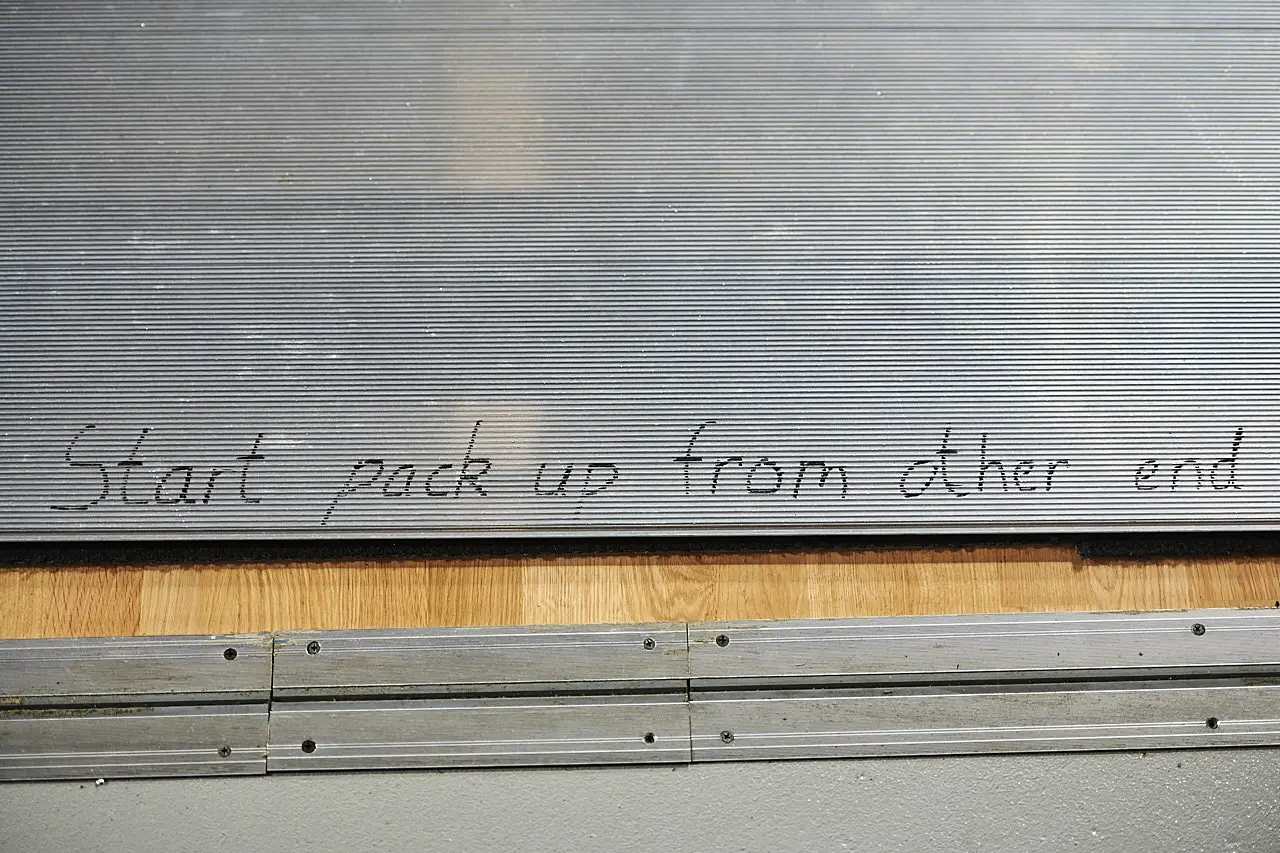 Start pack up from other end